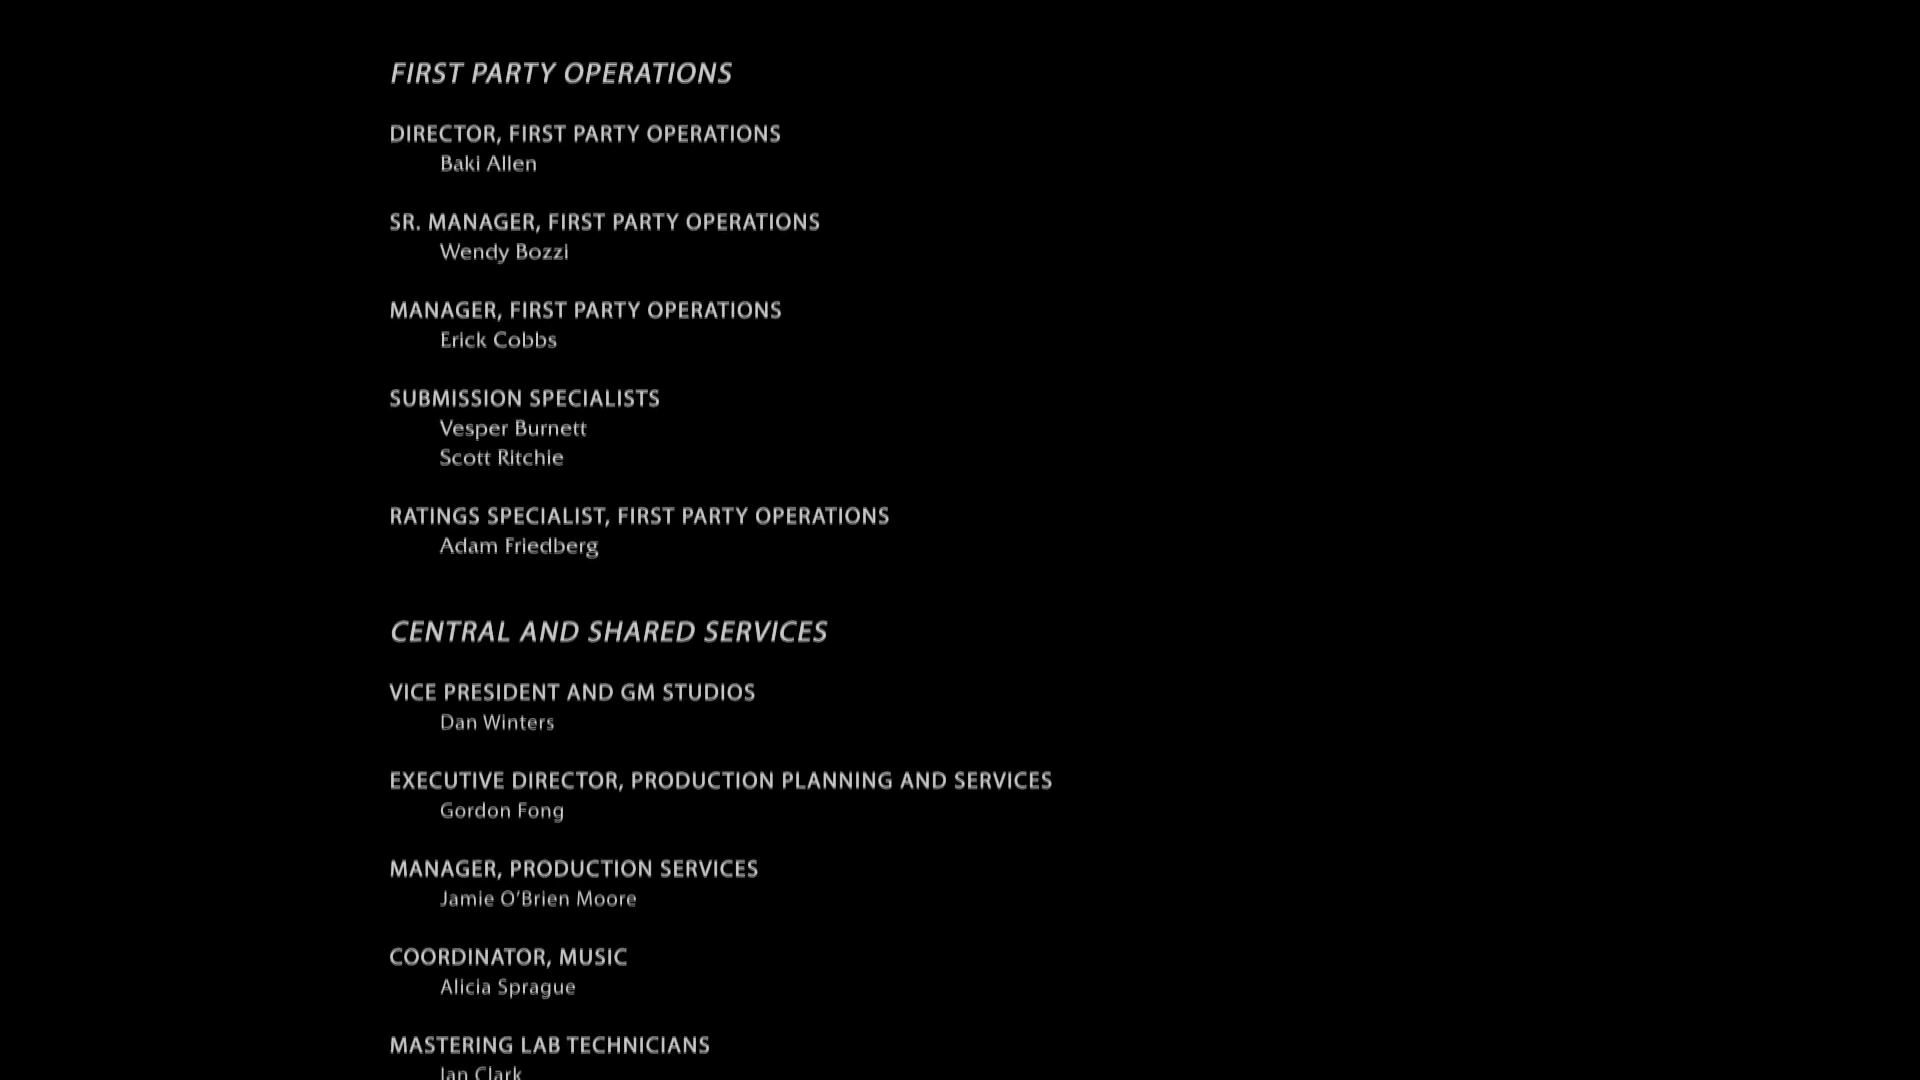 FIRST PARTY OPERATIONS
DIRECTOR, FIRST PARTY OPERATIONS
Baki Allen
SR. MANAGER, FIRST PARTY OPERATIONS
Wendy Bozzi
MANAGER, FIRST PARTY OPERATIONS
Erick Cobbs
SUBMISSION SPECIALISTS
Vesper Burnett
Scott Ritchie
RATINGS SPECIALIST, FIRST PARTY OPERATIONS
Adam Friedberg
CENTRAL AND SHARED SERVICES
VICE PRESIDENT AND GM STUDIOS
Dan Winters
EXECUTIVE DIRECTOR, PRODUCTION PLANNING AND SERVICES
Gordon Fong
MANAGER, PRODUCTION SERVICES
Jamie O’Brien Moore
COORDINATOR, MUSIC
Alicia Sprague
MASTERING LAB TECHNICIANS
Ian Clark